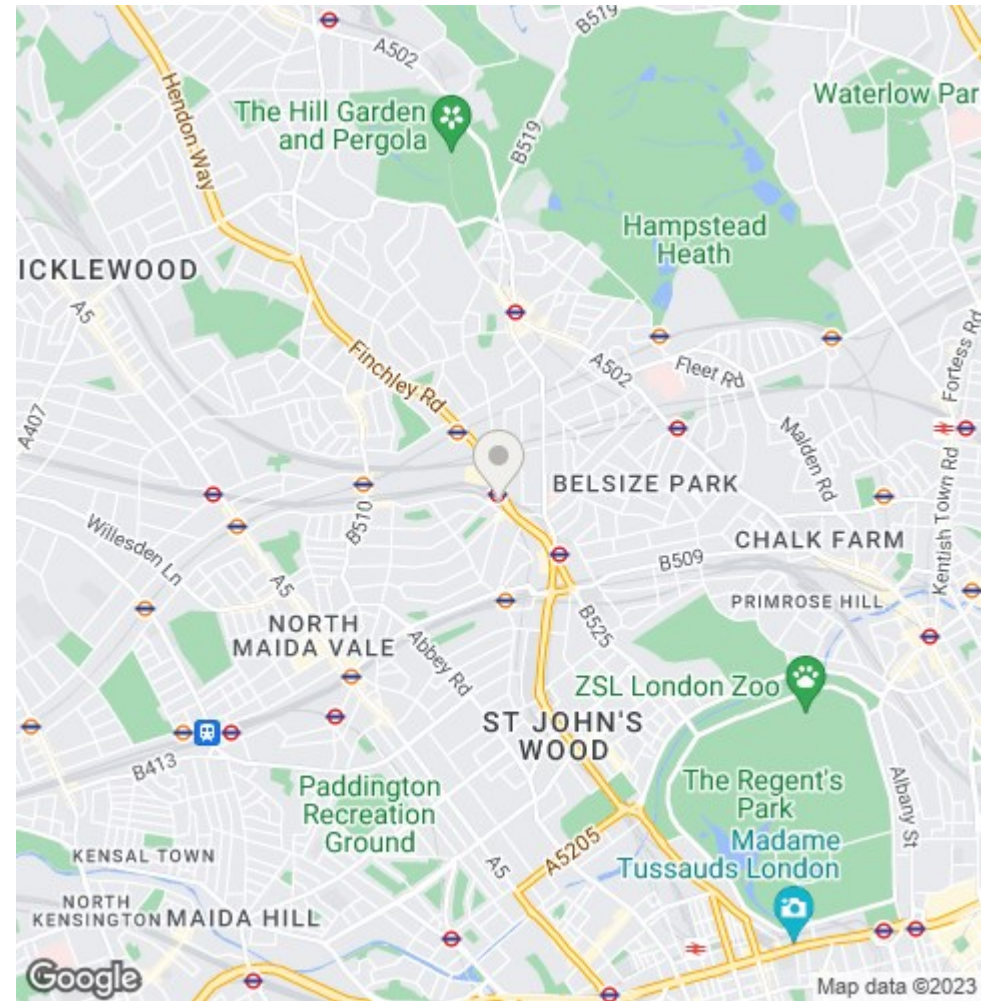 B519
A502
B519
Hendon Way
The Hill Garden
and Pergola
Waterlow Par
Hampstead
Heath
ICKLEWOOD
A5
Finchley Rd
A502
Fleet Rd
Fortess Rd
A407
Malden Rd
BELSIZE PARK
B510
Willesden Ln
CHALK FARM
Kentish Town Rd
B509
A5
PRIMROSE HILL
NORTH
MAIDA VALE
Abbey Rd
B525
ZSL London Zoo
ST JOHN'S
WOOD
B413
The Regent's
Park
Albany St
Paddington
Recreation
Ground
Madame
Tussauds London
A5205
A5
KENSAL TOWN
NORTH
KENSINGTON
MAIDA HILL
Google
Map data ©2023